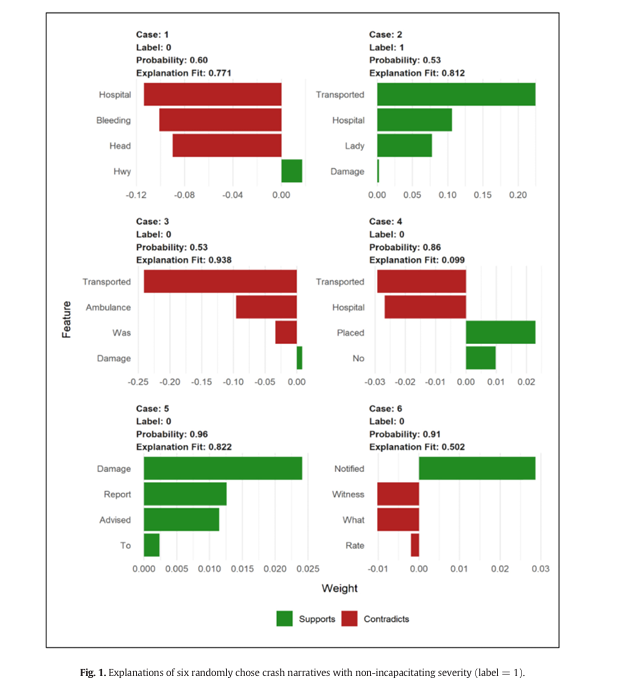 Case: 1
Label: 0
Probability: 0.60
Explanation Fit: 0.771
Hospital
Bleeding
Head
Hwy
-0.12 -0.08 -0.04 0.00
Case: 2
Label: 1
Probability: 0.53
Explanation Fit: 0.812
Transported
Hospital
Lady
Damage
0.00 0.05 0.10 0.15 0.20
Case: 3
Label: 0
Probability: 0.53
Explanation Fit: 0.938
Transported
Ambulance
Was
Damage
-0.25 -0.20 -0.15 -0.10 -0.05 0.00
Case: 4
Label: 0
Probability: 0.86
Explanation Fit: 0.099
Transported
Hospital
Placed
No
-0.03 -0.02 -0.01 0.00 0.01 0.02
Feature
Case: 5
Label: 0
Probability: 0.96
Explanation Fit: 0.822
Damage
Report
Advised
To
0.000 0.005 0.010 0.015 0.020 0.025
Case: 6
Label: 0
Probability: 0.91
Explanation Fit: 0.502
Notified
Witness
What
Rate
-0.01 0.00 0.01 0.02 0.03
Weight
Supports Contradicts
Fig. 1. Explanations of six randomly chose crash narratives with non-incapacitating severity (label = 1).